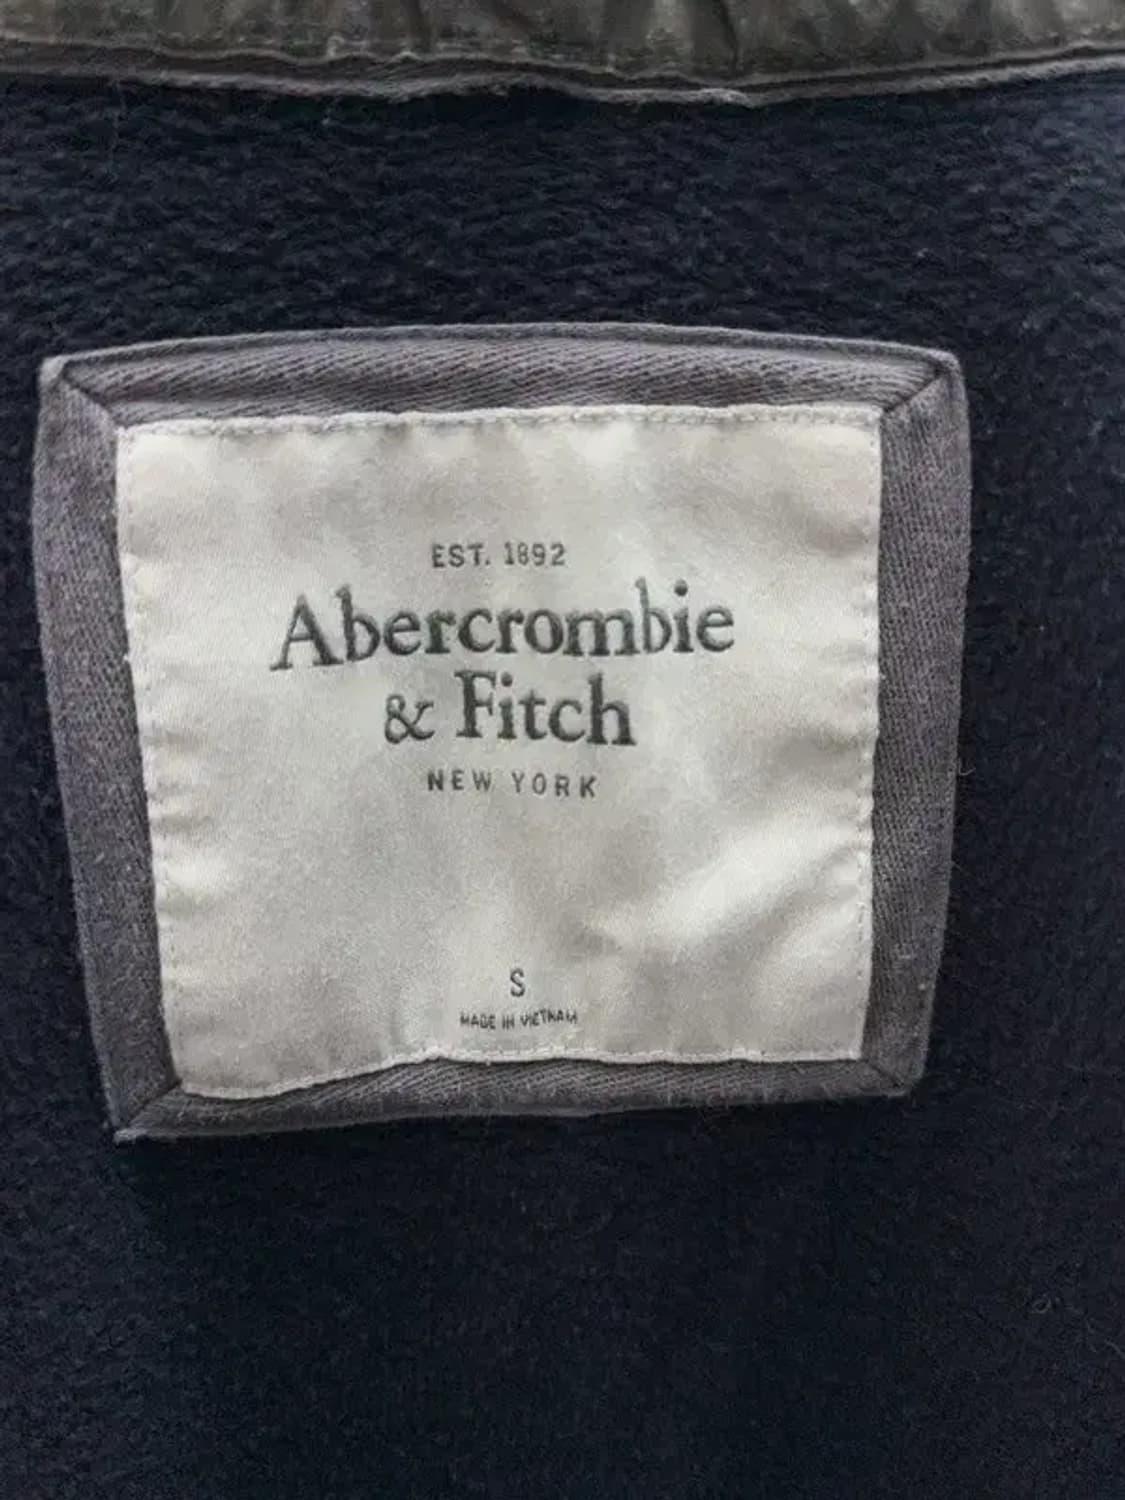 EST. 1892
Abercrombie
& Fitch
NEW YORK
S
MADE IN VIETNAM